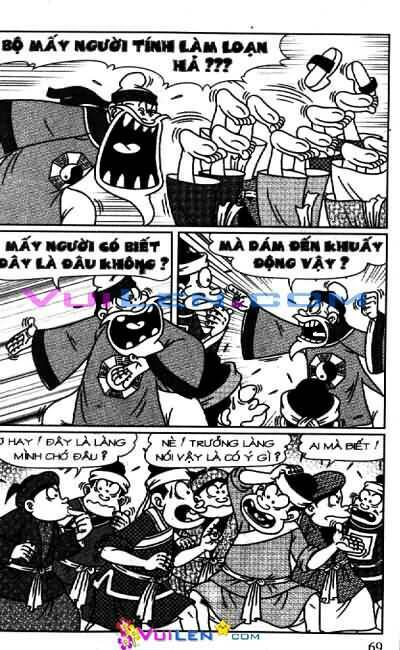 BỘ MẤY NGƯỜI TÍNH LÀM LOẠN
HẢ ???
MẤY NGƯỜI CÓ BIẾT
ĐÂY LÀ ĐÂU KHÔNG ?
MÀ DÁM ĐẾN KHUẤY
ĐỘNG VẬY ?
VUILEN.COM
HAY ! ĐÂY LÀ LÀNG
MÌNH CHỚ ĐÂU ?
NÈ ! TRƯỞNG LÀNG
NÓI VẬY LÀ CÓ Ý GÌ ?
AI MÀ BIẾT !
VUILEN.COM
69